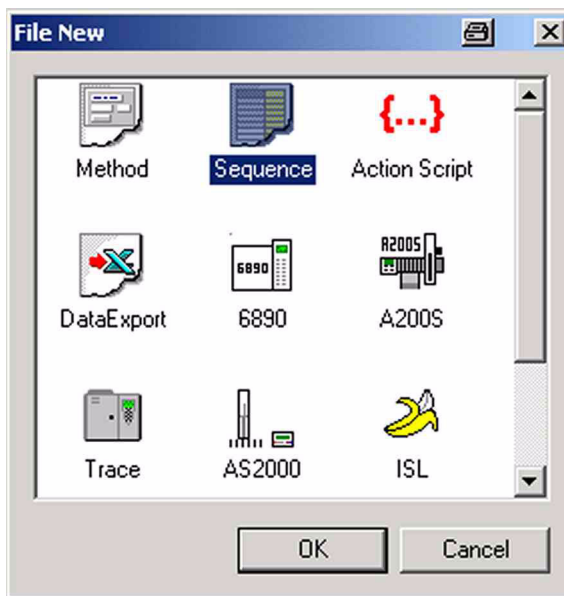 File New
{...}
Method Sequence Action Script
6890
A200S
DataExport 6890 A200S
Trace AS2000 ISL
OK Cancel